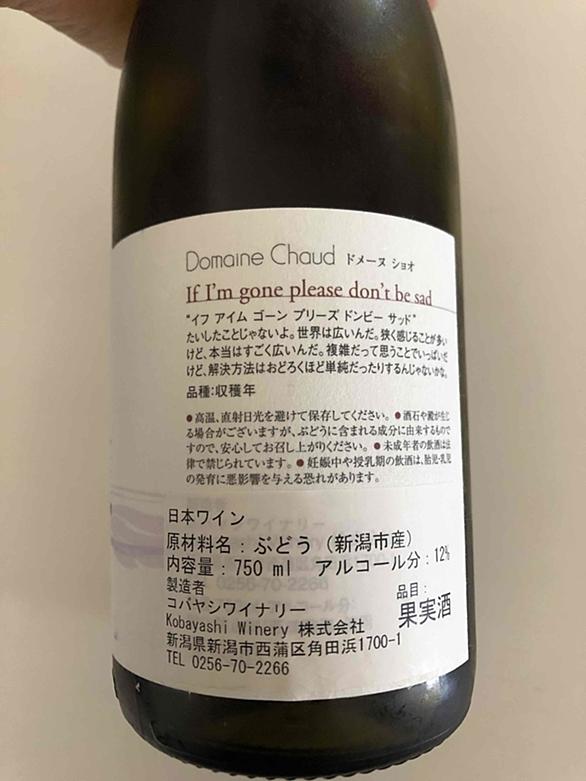 Domaine Chaud ドメーヌ ショオ
If I'm gone please don't be sad
"イフ アイム ゴーン プリーズ ドンビー サッド"
たいしたことじゃないよ。世界は広いんだ。狭く感じることが多い
けど、本当はすごく広いんだ。複雑だって思うことでいっぱいだ
けど、解決方法はおどろくほど単純だったりするんじゃないかな。
品種:収穫年
●高温、直射日光を避けて保存してください。●酒石や澱が生じ
る場合がございますが、ぶどうに含まれる成分に由来するもので
すので、安心してお召し上がりください。●未成年者の飲酒は法
律で禁じられています。●妊娠中や授乳期の飲酒は、胎児・乳児
の発育に悪影響を与える恐れがあります。
日本ワイン
原材料名:ぶどう(新潟市産)
内容量:750 ml アルコール分:12%
製造者
コバヤシワイナリー
品目:
果実酒
Kobayashi Winery 株式会社
新潟県新潟市西蒲区角田浜1700-1
TEL 0256-70-2266